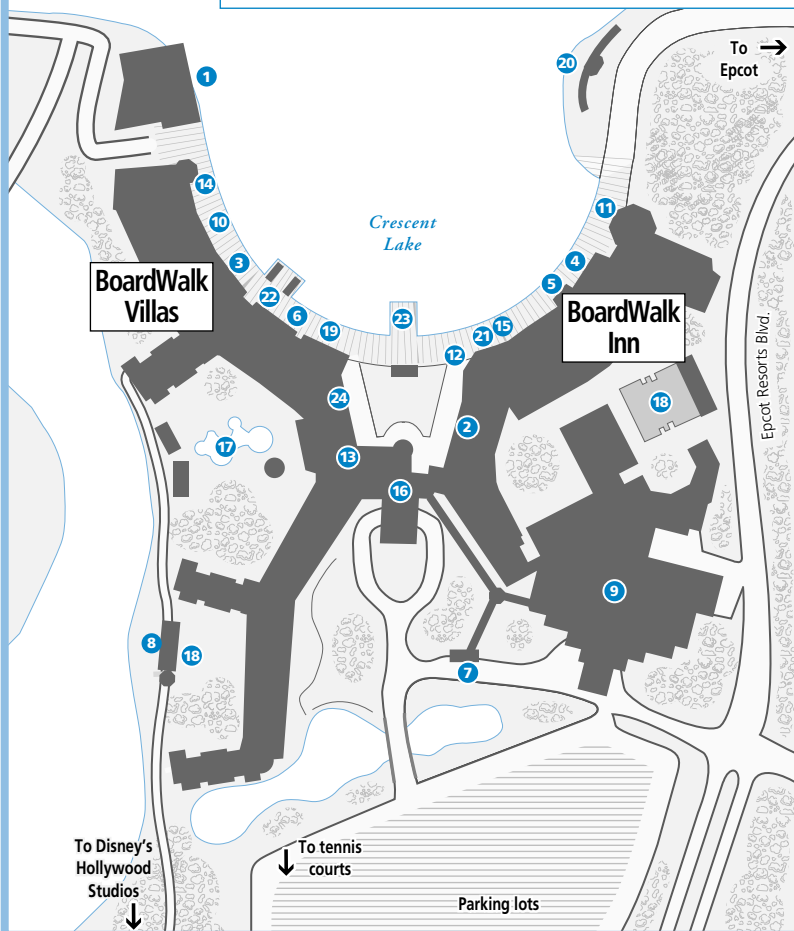 To
Epcot
20
1
14
11
10
Crescent
Lake
3
4
BoardWalk
Villas
22
5
BoardWalk
Inn
6
19
23
21
15
12
Epcot Resorts Blvd.
24
18
2
17
13
16
9
8
18
7
To Disney’s
Hollywood
Studios
To tennis
courts
Parking lots